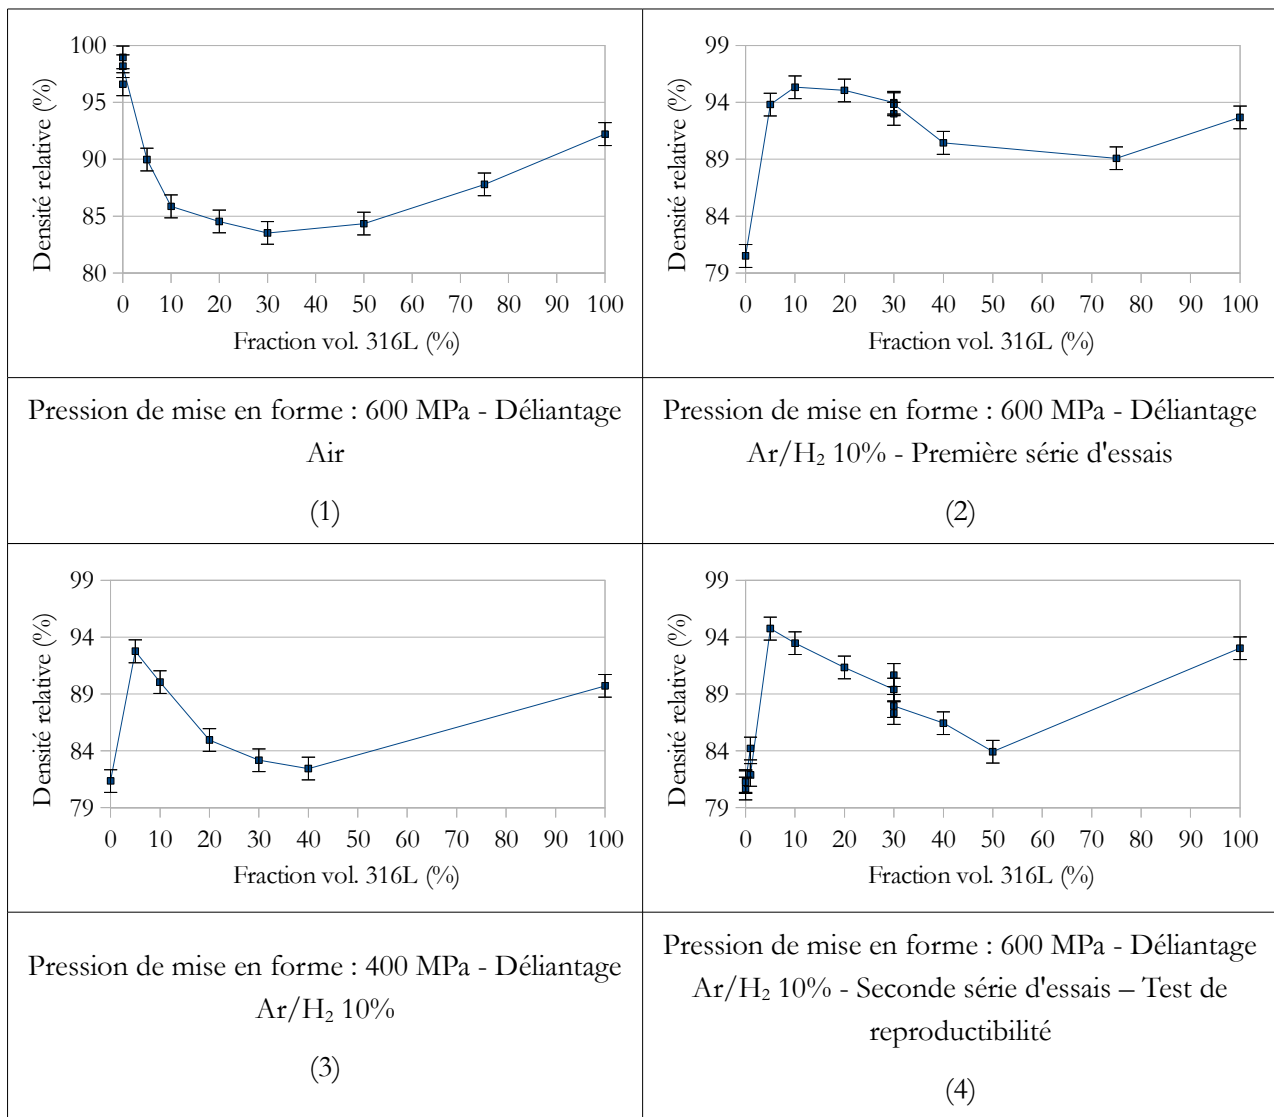 Densité relative (%)
100
95
90
85
80
0 10 20 30 40 50 60 70 80 90 100
Fraction vol. 316L (%)
Densité relative (%)
99
94
89
84
79
0 10 20 30 40 50 60 70 80 90 100
Fraction vol. 316L (%)
Pression de mise en forme : 600 MPa - Déliantage
Air
(1)
Pression de mise en forme : 600 MPa - Déliantage
Ar/H₂ 10% - Première série d'essais
(2)
Densité relative (%)
99
94
89
84
79
0 10 20 30 40 50 60 70 80 90 100
Fraction vol. 316L (%)
Densité relative (%)
99
94
89
84
79
0 10 20 30 40 50 60 70 80 90 100
Fraction vol. 316L (%)
Pression de mise en forme : 400 MPa - Déliantage
Ar/H₂ 10%
(3)
Pression de mise en forme : 600 MPa - Déliantage
Ar/H₂ 10% - Seconde série d'essais – Test de
reproductibilité
(4)